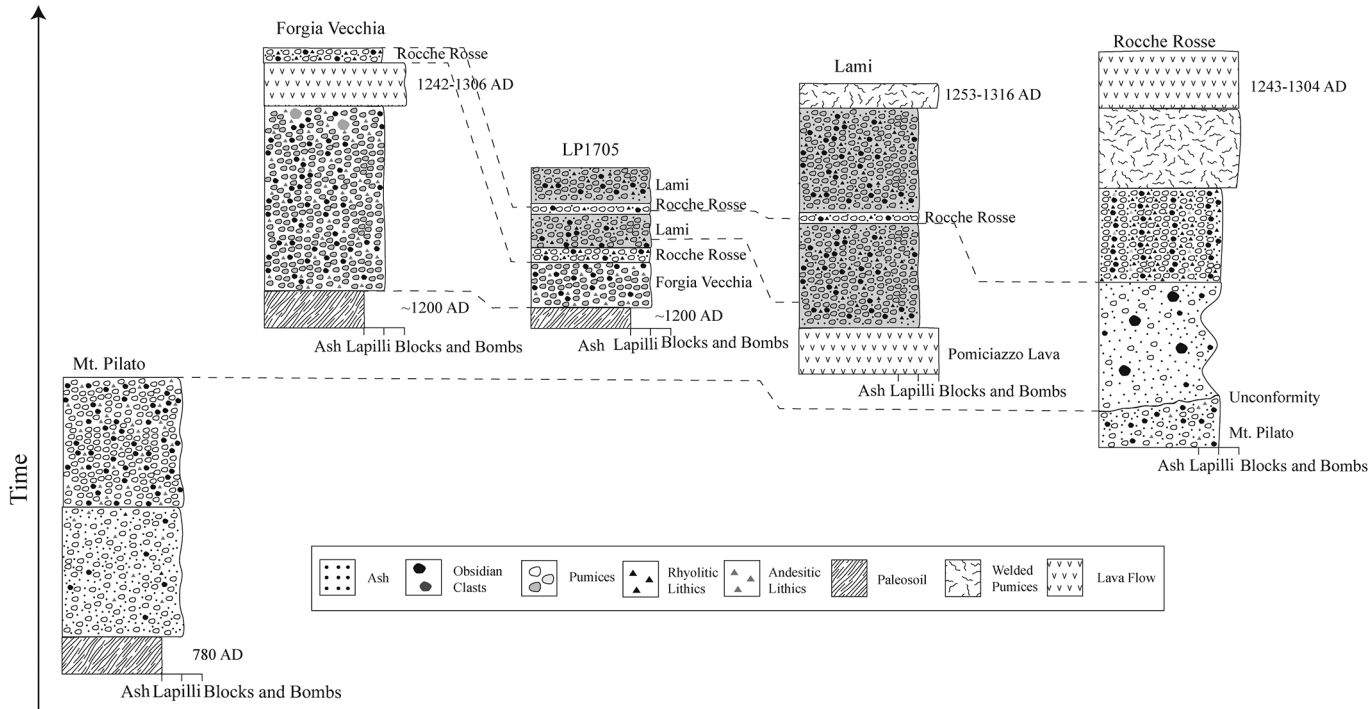 Time
Forgia Vecchia
Rocche Rosse
1242-1306 AD
~1200 AD
Ash Lapilli Blocks and Bombs
LP1705
Lami
Rocche Rosse
Lami
Rocche Rosse
Forgia Vecchia
~1200 AD
Ash Lapilli Blocks and Bombs
Lami
1253-1316 AD
Rocche Rosse
Pomiciazzo Lava
Ash Lapilli Blocks and Bombs
Rocche Rosse
1243-1304 AD
Unconformity
Mt. Pilato
Ash Lapilli Blocks and Bombs
Mt. Pilato
780 AD
Ash Lapilli Blocks and Bombs
Ash
Obsidian
Clasts
Pumices
Rhyolitic
Lithics
Andesitic
Lithics
Paleosoil
Welded
Pumices
Lava Flow